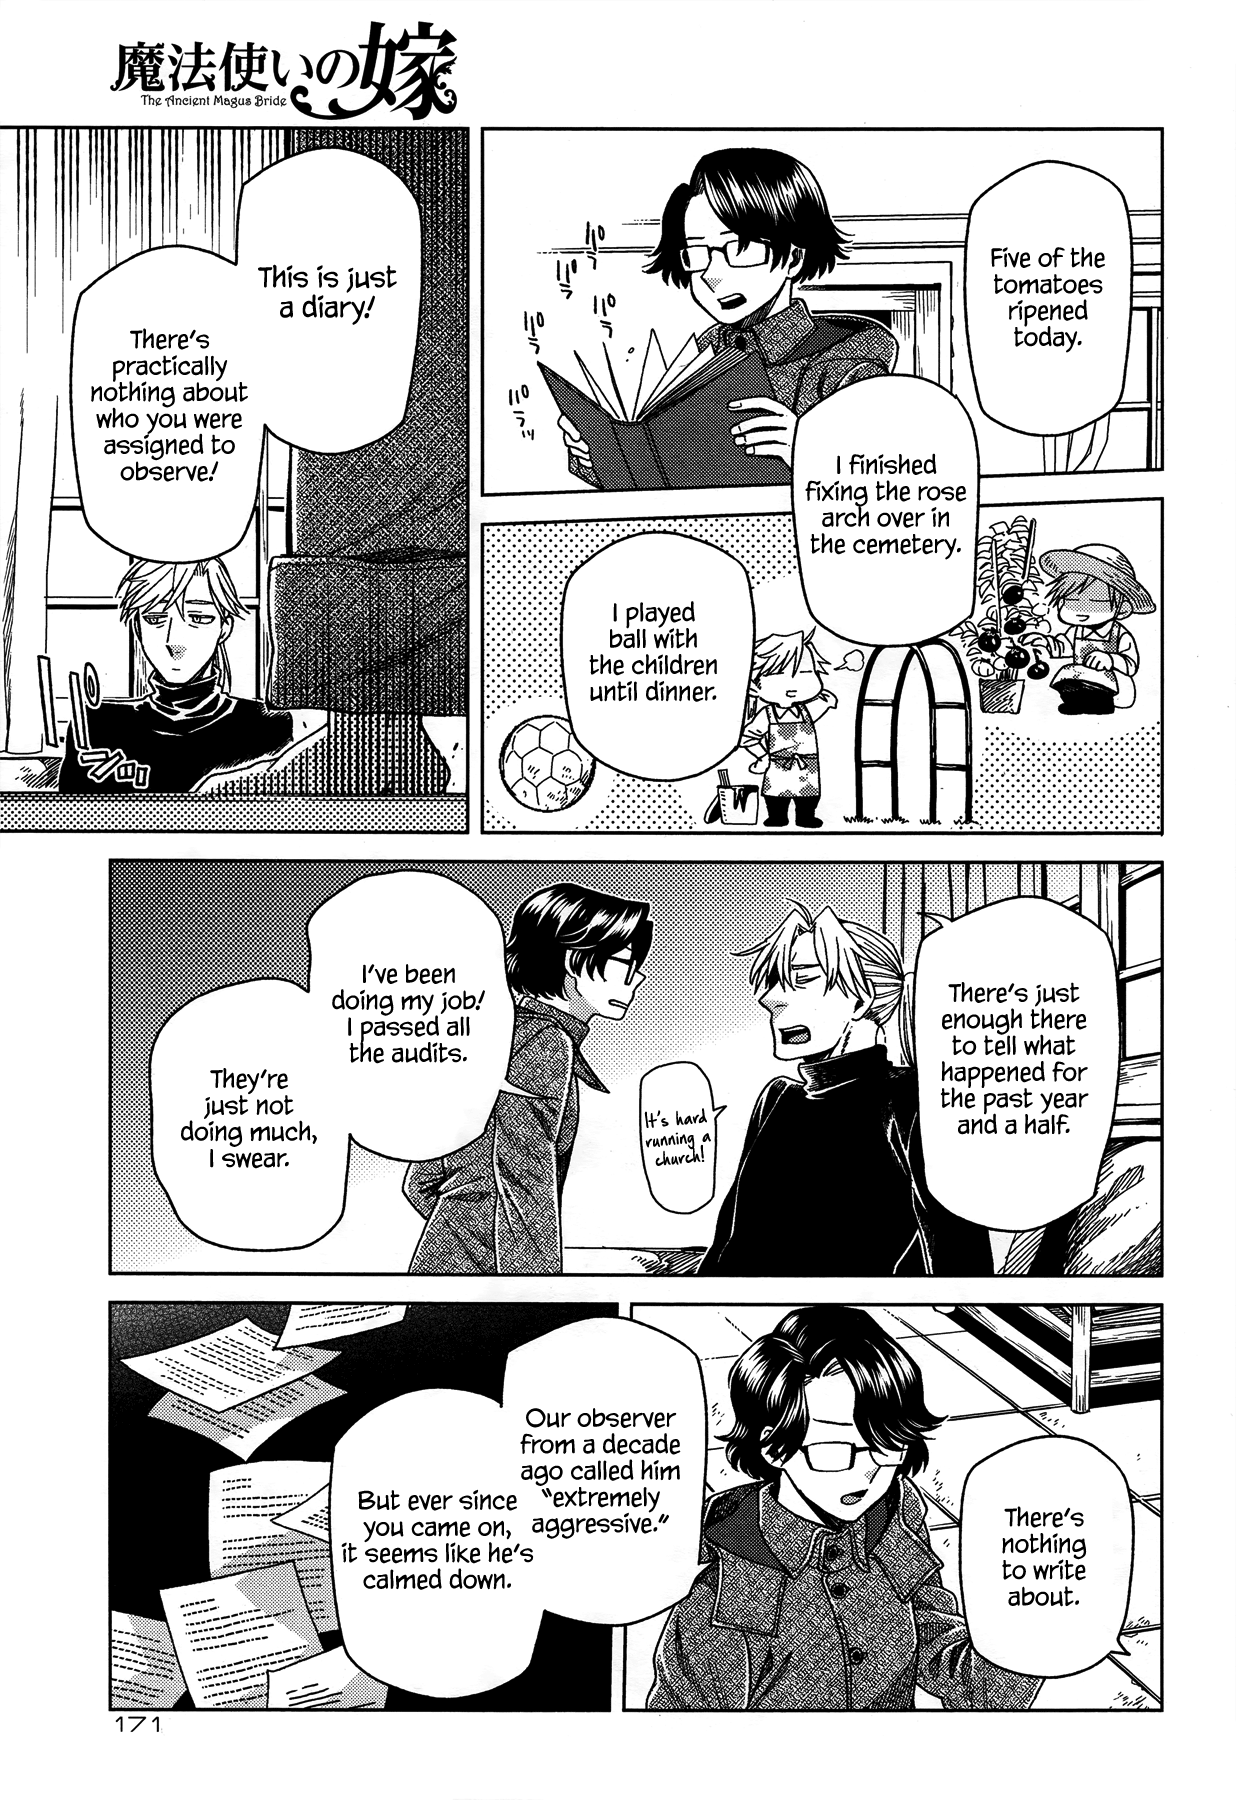 魔法使いの嫁
The Ancient Magus Bride
Five of the
tomatoes
ripened
today.
I finished
fixing the rose
arch over in
the cemetery.
I played
ball with
the children
until dinner.
This is just
a diary!
There's
practically
nothing about
who you were
assigned to
observe!
There's just
enough there
to tell what
happened for
the past year
and a half.
It's hard
running a
church!
I've been
doing my job!
I passed all
the audits.
They're
just not
doing much,
I swear.
There's
nothing
to write
about.
Our observer
from a decade
ago called him
"extremely
aggressive."
But ever since
you came on,
it seems like he's
calmed down.
171